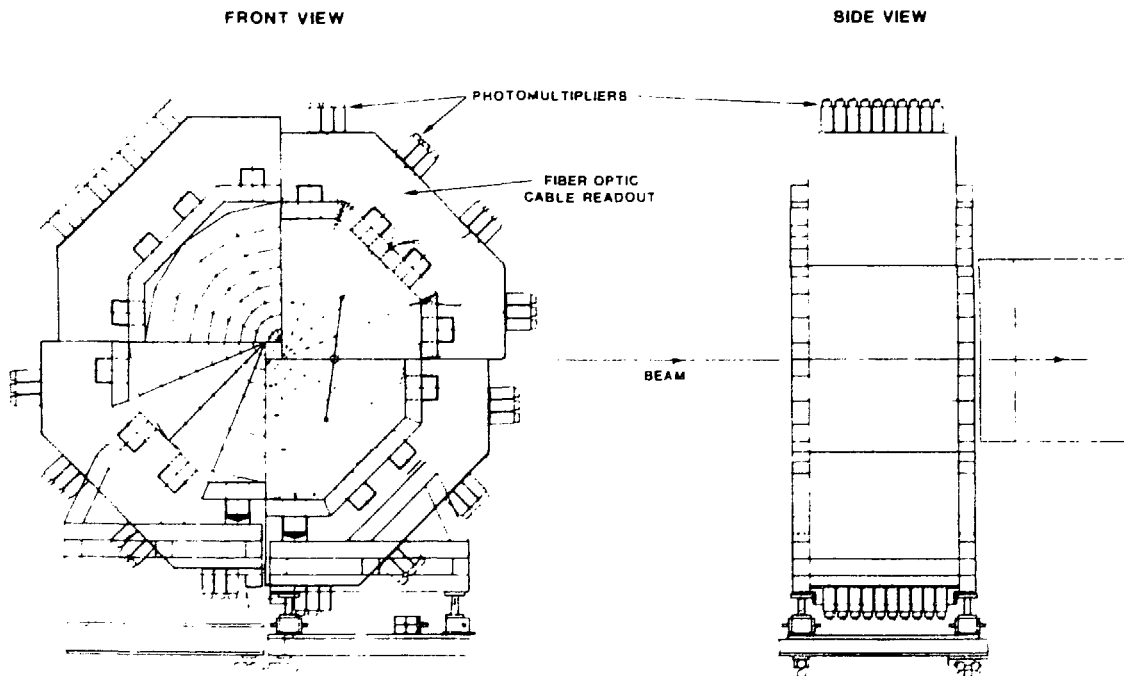 FRONT VIEW
SIDE VIEW
PHOTOMULTIPLIERS
FIBER OPTIC
CABLE READOUT
BEAM